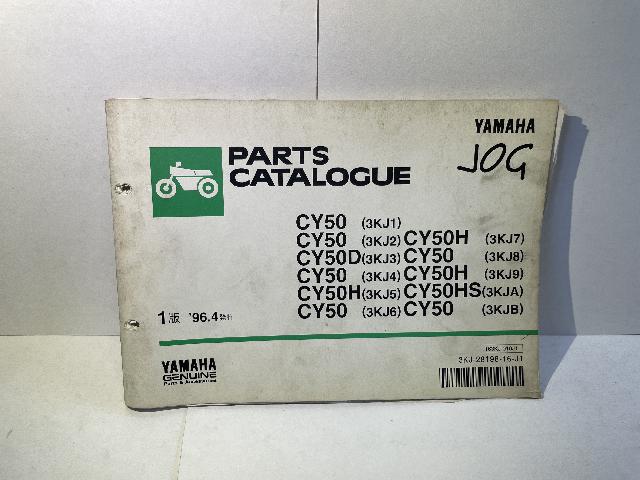 YAMAHA
JOG
PARTS
CATALOGUE
CY50 (3KJ1)
CY50 (3KJ2) CY50H (3KJ7)
CY50D (3KJ3) CY50 (3KJ8)
CY50 (3KJ4) CY50H (3KJ9)
CY50H (3KJ5) CY50HS (3KJA)
CY50 (3KJ6) CY50 (3KJB)
1版 '96.4発行
YAMAHA
GENUINE
Parts & Accessories
3KJ-28198-16-J1